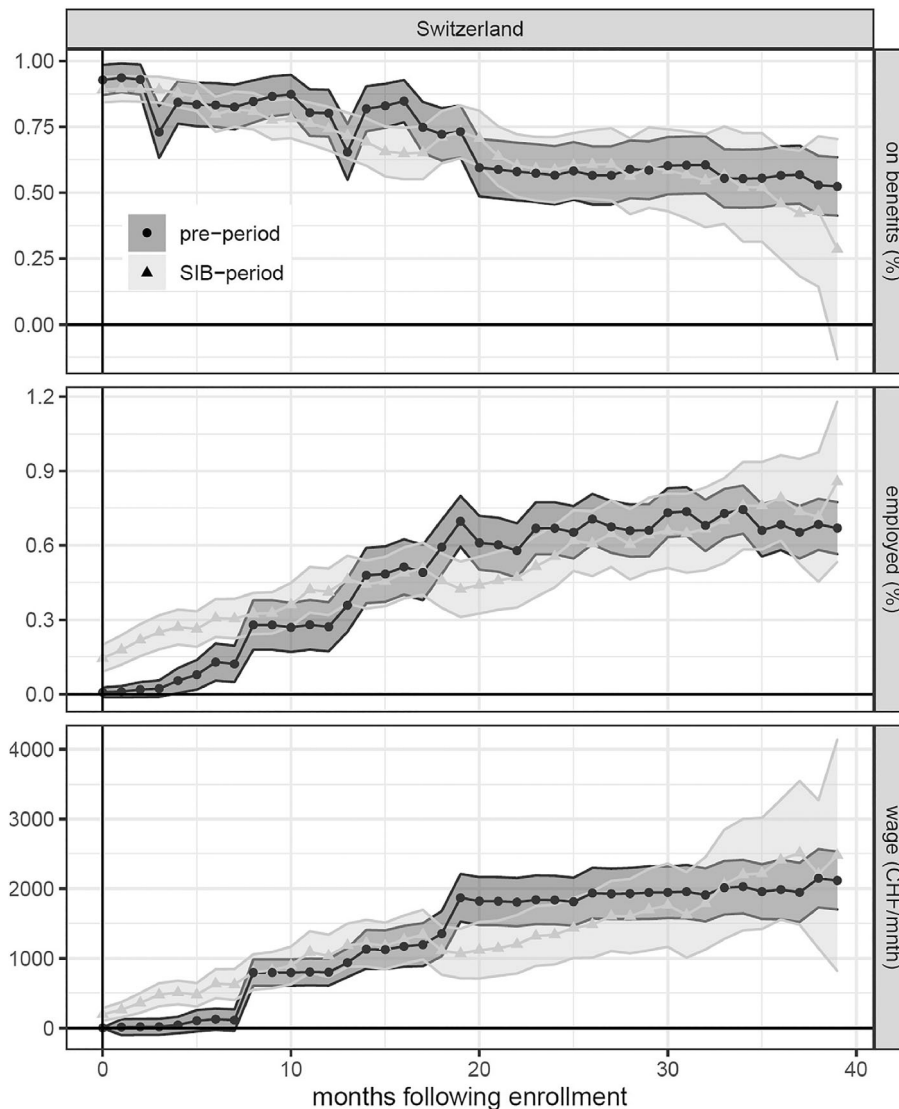 Switzerland
1.00
0.75
0.50
0.25
0.00
pre-period
SIB-period
on benefits (%)
1.2
0.9
0.6
0.3
0.0
employed (%)
4000
3000
2000
1000
0
wage (CHF/mnth)
0 10 20 30 40
months following enrollment